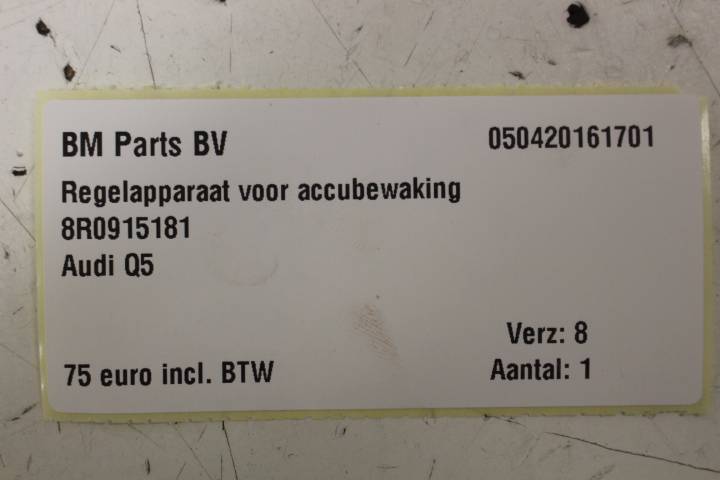 BM Parts BV 050420161701
Regelapparaat voor accubewaking
8R0915181
Audi Q5
Verz: 8
75 euro incl. BTW Aantal: 1